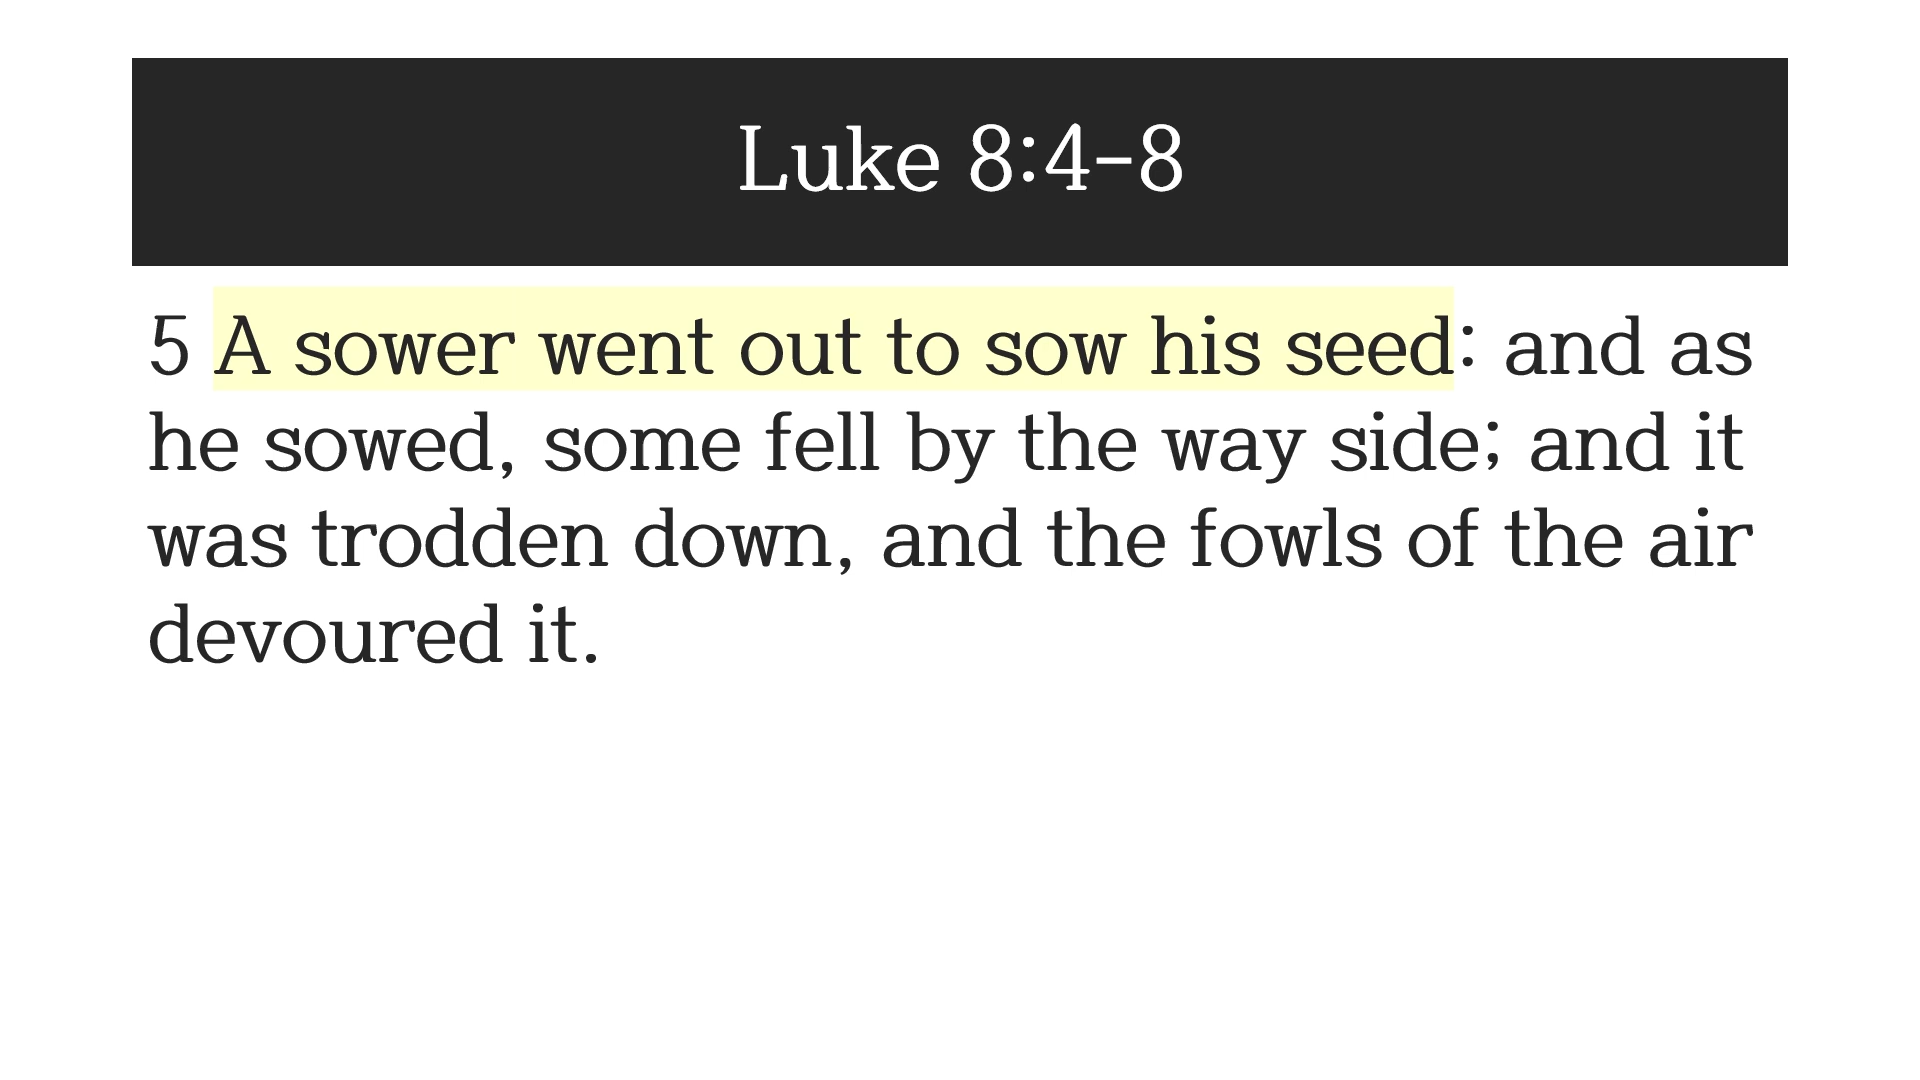 Luke 8:4-8
5 A sower went out to sow his seed: and as
he sowed, some fell by the way side; and it
was trodden down, and the fowls of the air
devoured it.